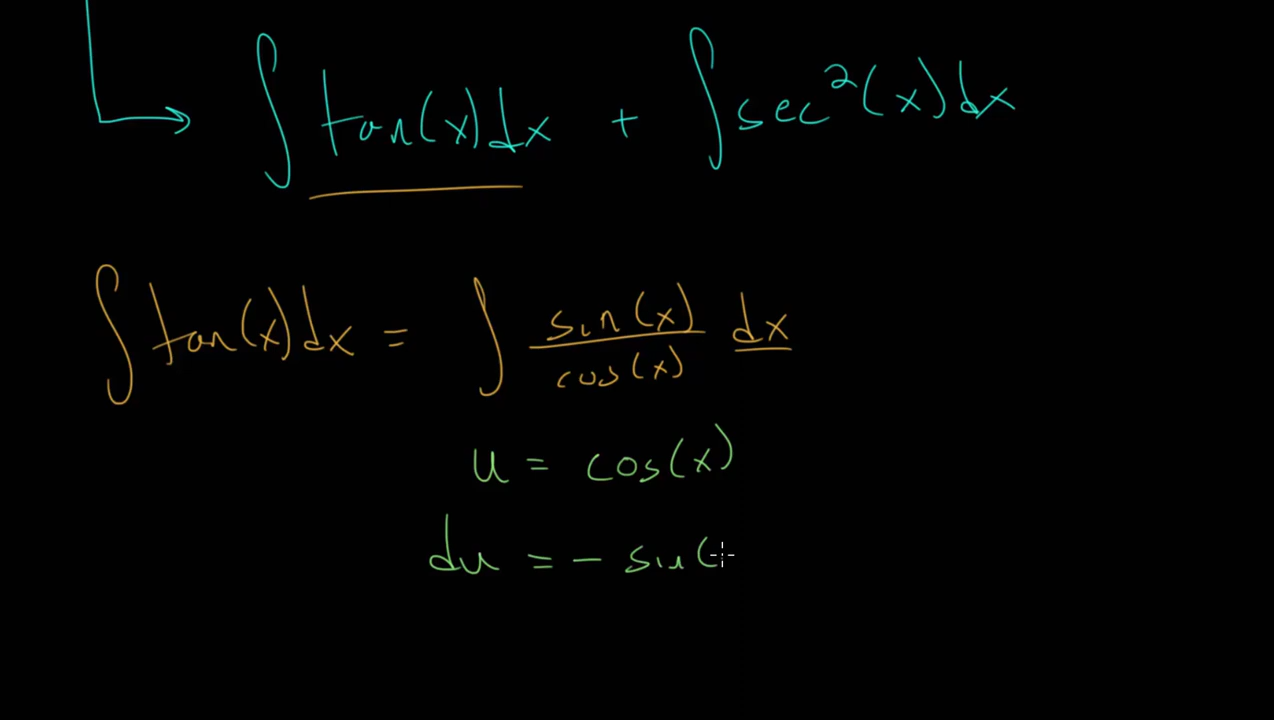 ∫ tan(x)dx + ∫ sec²(x)dx
∫ tan(x)dx = ∫ sin(x)/cos(x) dx
u = cos(x)
du = - sin(